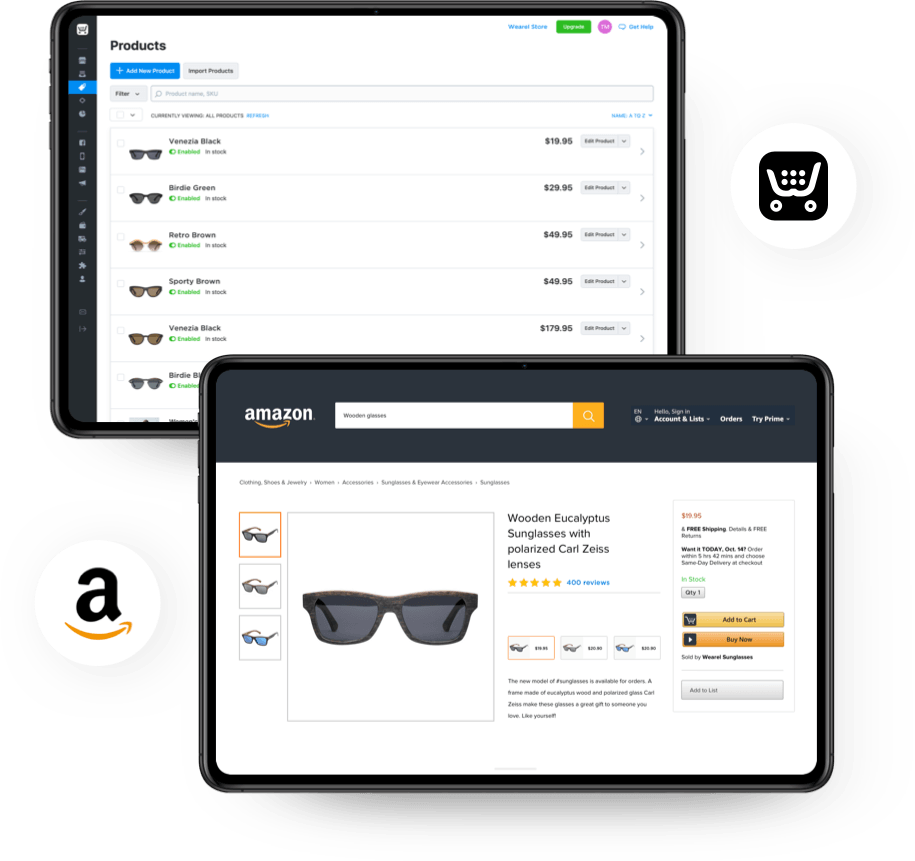 Wearel Store
Upgrade
TM
Get Help
Products
+ Add New Product
Import Products
Filter
Product name, SKU
CURRENTLY VIEWING: ALL PRODUCTS REFRESH
NAME: A TO Z
Venezia Black
Enabled In stock
$19.95
Edit Product
Birdie Green
Enabled In stock
$29.95
Edit Product
Retro Brown
Enabled In stock
$49.95
Edit Product
Sporty Brown
Enabled In stock
$49.95
Edit Product
Venezia Black
Enabled In stock
$179.95
Edit Product
Birdie
Enabled
amazon
Wooden glasses
EN
Hello, Sign in
Account & Lists
Orders
Try Prime
Clothing, Shoes & Jewelry › Women › Accessories › Sunglasses & Eyewear Accessories › Sunglasses
Wooden Eucalyptus
Sunglasses with
polarized Carl Zeiss
lenses
400 reviews
$19.95
$20.90
$20.90
The new model of #sunglasses is available for orders. A
frame made of eucalyptus wood and polarized glass Carl
Zeiss make these glasses a great gift to someone you
love. Like yourself!
$19.95
& FREE Shipping. Details & FREE
Returns
Want it TODAY, Oct. 14? Order
within 5 hrs 42 mins and choose
Same-Day Delivery at checkout
In Stock
Qty 1
Add to Cart
Buy Now
Sold by Wearel Sunglasses
Add to List
a